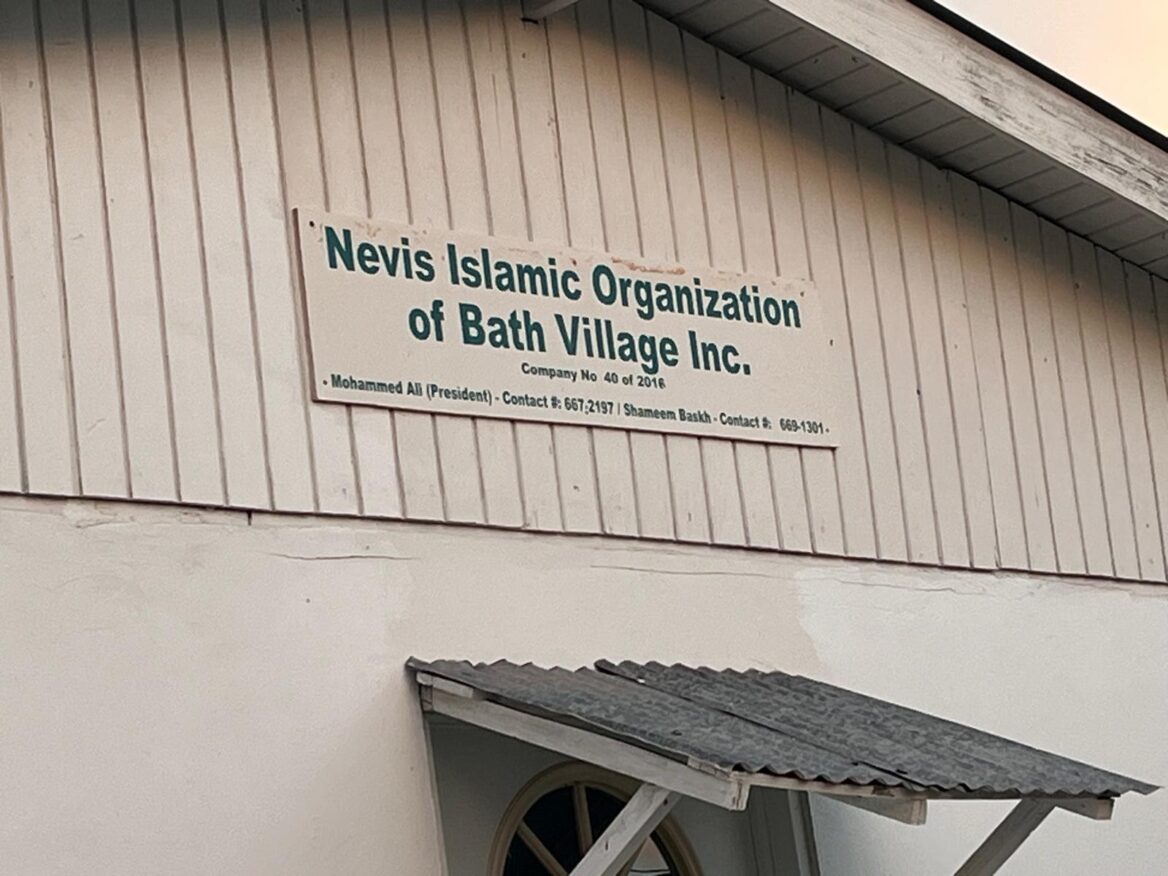 Nevis Islamic Organization
of Bath Village Inc.
Company No 40 of 2016
• Mohammed Ali (President) - Contact #: 667-2197 / Shameem Baskh - Contact #: 669-1301 •